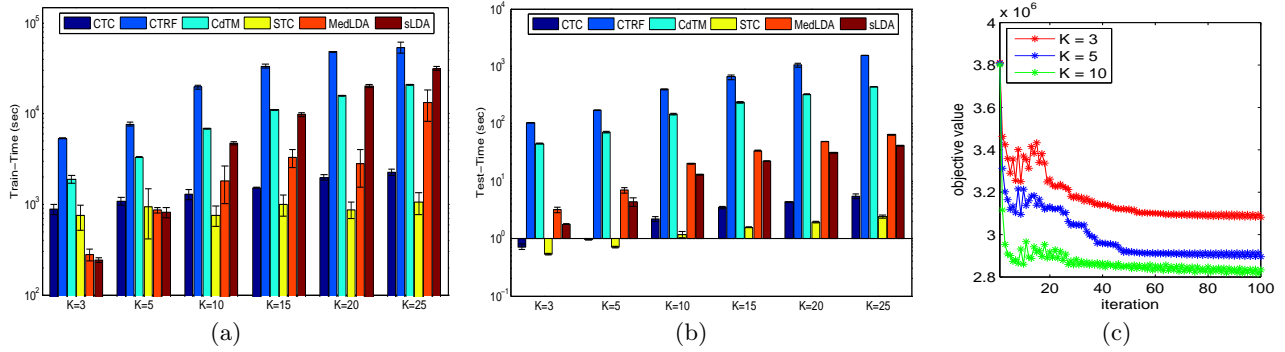 CTC CTRF CdTM STC MedLDA sLDA
Train−Time (sec)
10^5
10^4
10^3
10^2
K=3 K=5 K=10 K=15 K=20 K=25
(a)
CTC CTRF CdTM STC MedLDA sLDA
Test−Time (sec)
10^4
10^3
10^2
10^1
10^0
10^−1
K=3 K=5 K=10 K=15 K=20 K=25
(b)
x 10^6
K = 3
K = 5
K = 10
objective value
4
3.8
3.6
3.4
3.2
3
2.8
20 40 60 80 100
iteration
(c)